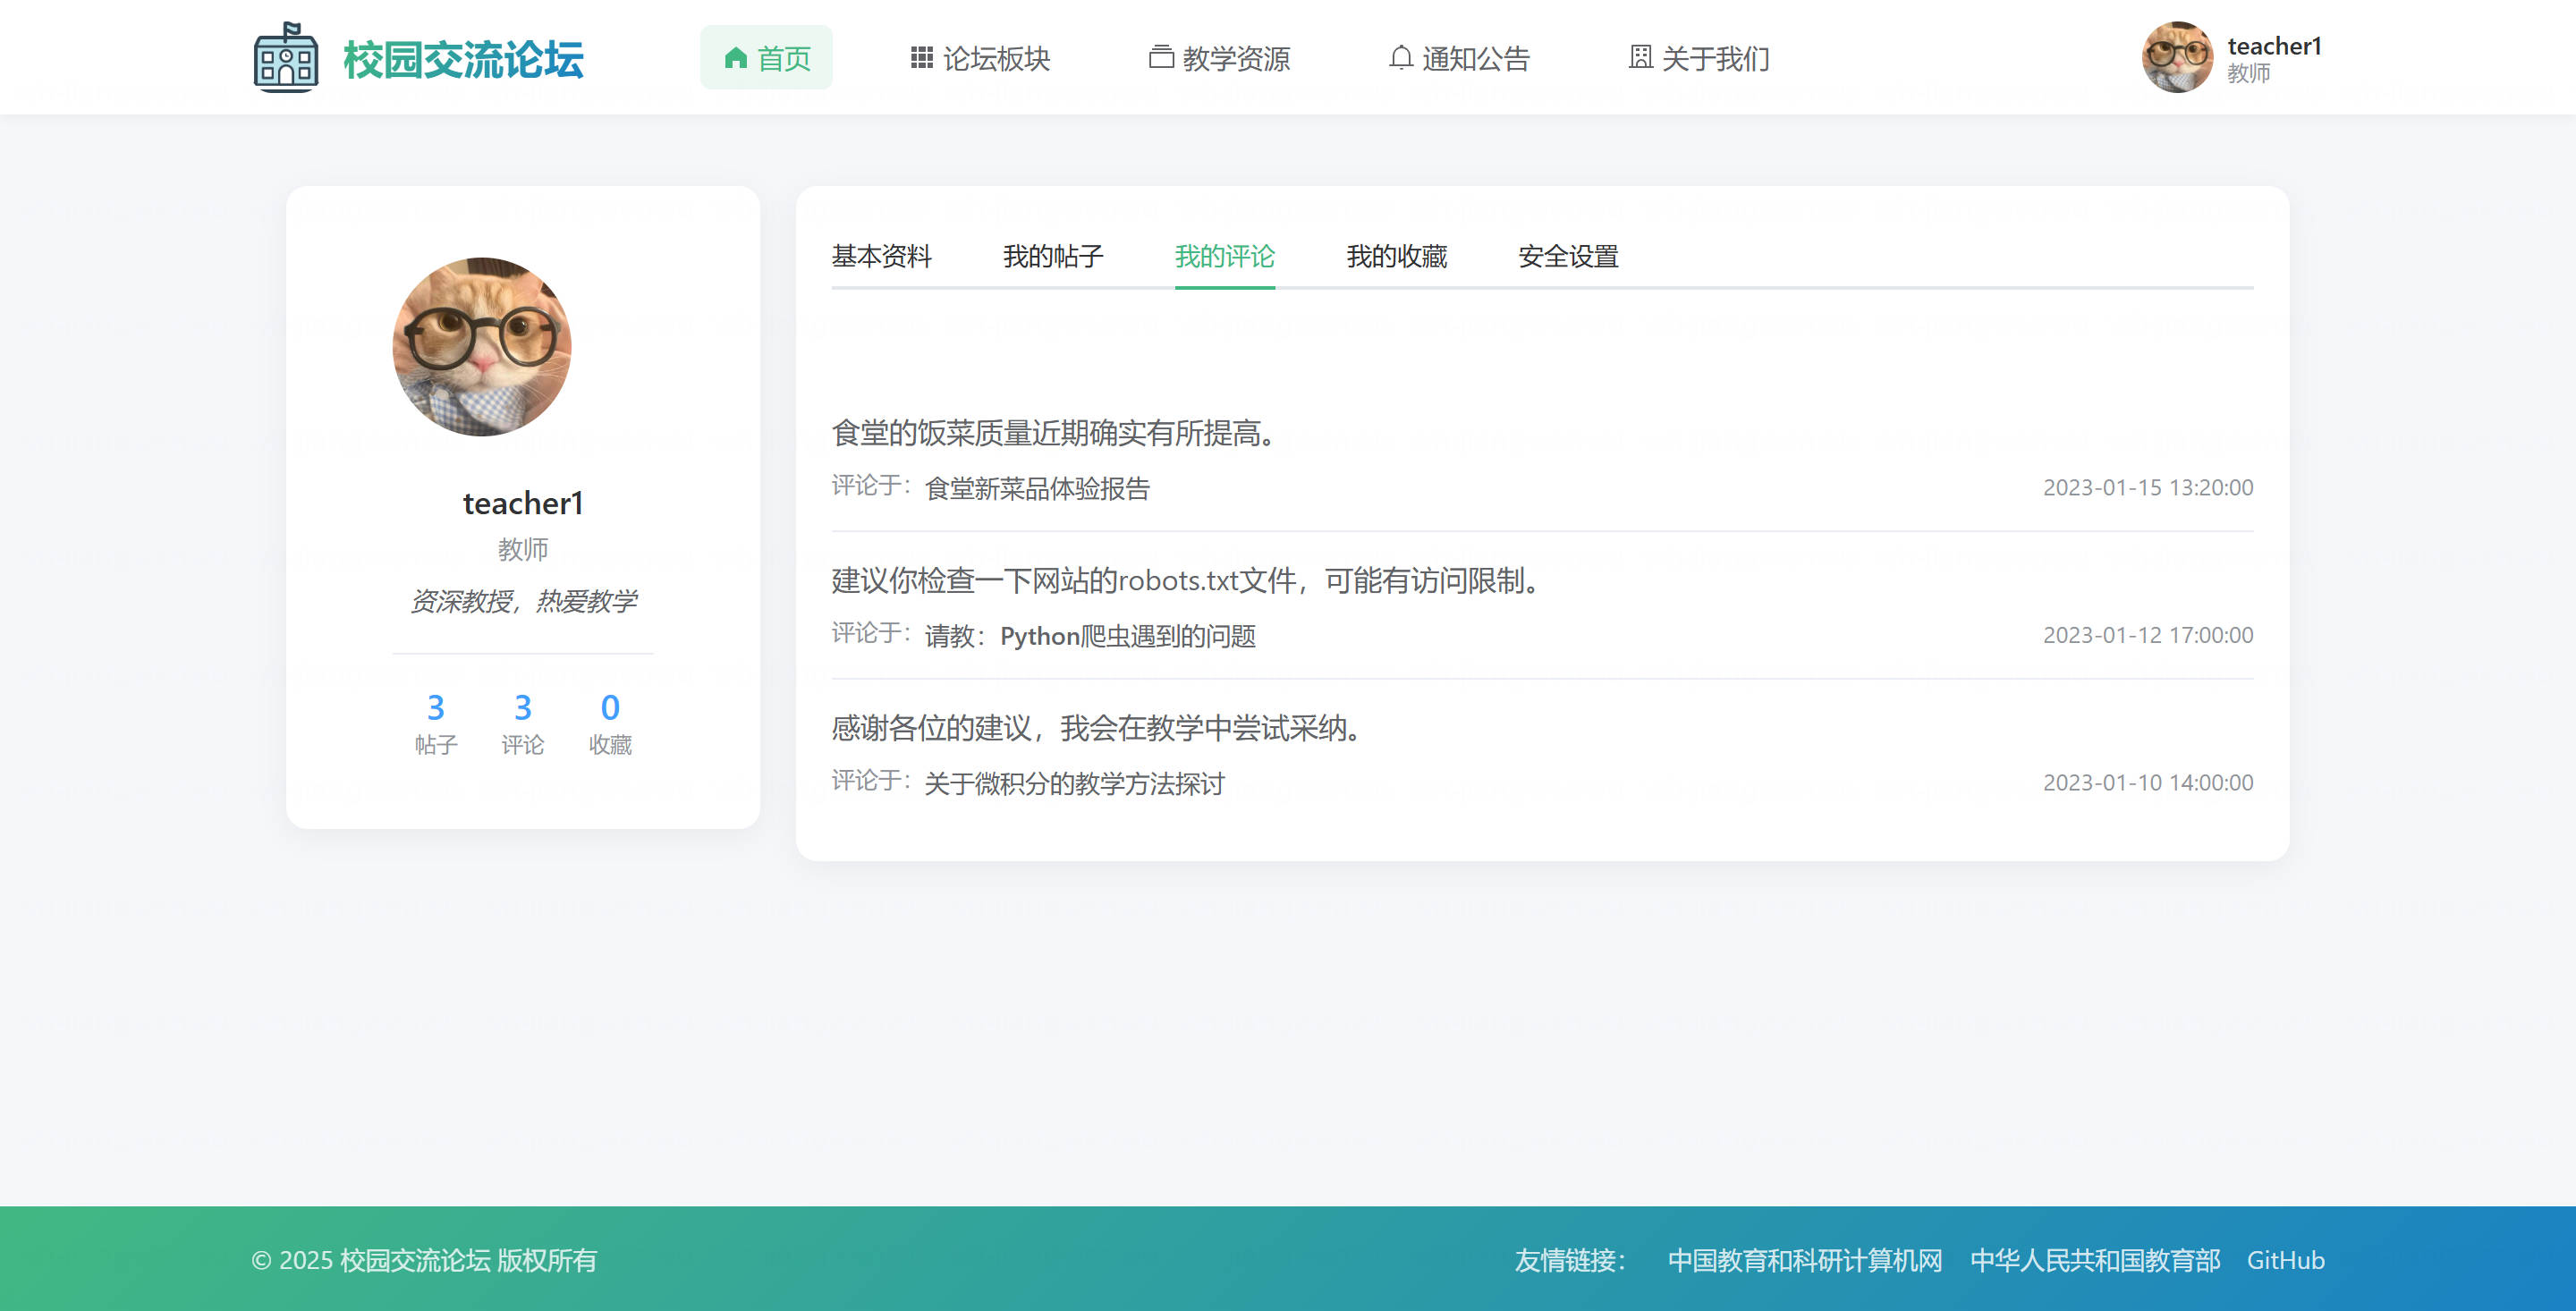 校园交流论坛
首页
论坛板块
教学资源
通知公告
关于我们
teacher1
教师
teacher1
教师
资深教授，热爱教学
3 3 0
帖子 评论 收藏
基本资料 我的帖子 我的评论 我的收藏 安全设置
食堂的饭菜质量近期确实有所提高。
评论于： 食堂新菜品体验报告 2023-01-15 13:20:00
建议你检查一下网站的robots.txt文件，可能有访问限制。
评论于： 请教：Python爬虫遇到的问题 2023-01-12 17:00:00
感谢各位的建议，我会在教学中尝试采纳。
评论于： 关于微积分的教学方法探讨 2023-01-10 14:00:00
© 2025 校园交流论坛 版权所有
友情链接： 中国教育和科研计算机网 中华人民共和国教育部 GitHub